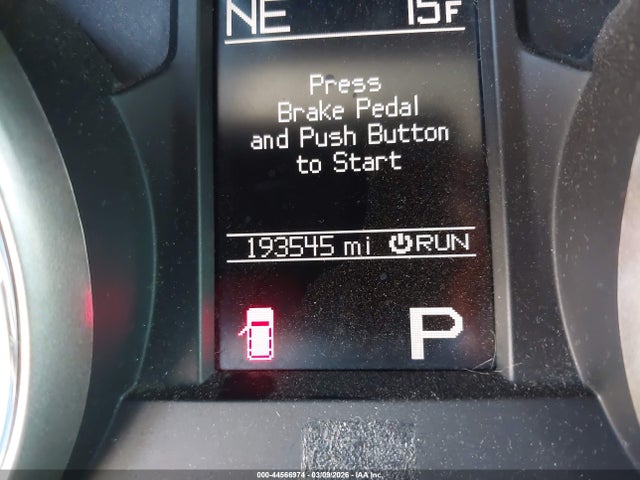 NE 15F
Press
Brake Pedal
and Push Button
to Start
193545 mi RUN
P
000-44566974 - 03/09/2026 - IAA Inc.